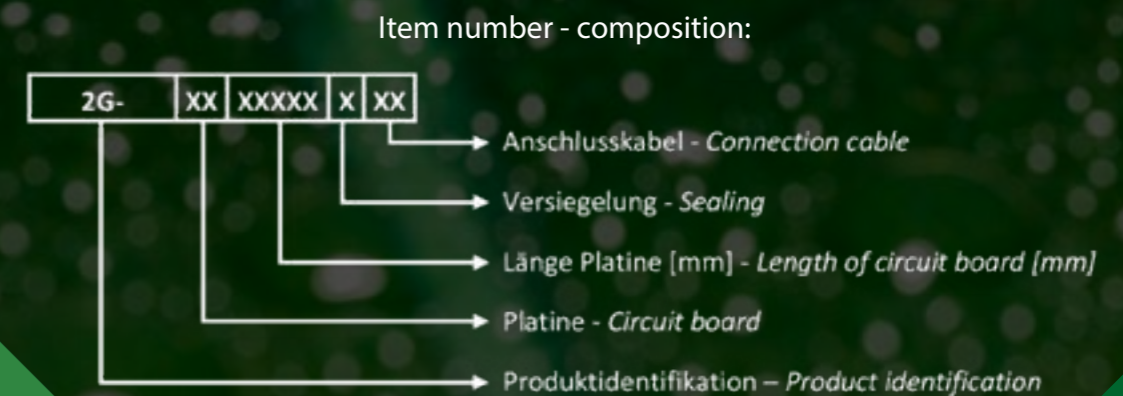 Item number - composition:
2G- XX XXXXX X XX
Anschlusskabel - Connection cable
Versiegelung - Sealing
Länge Platine [mm] - Length of circuit board [mm]
Platine - Circuit board
Produktidentifikation – Product identification